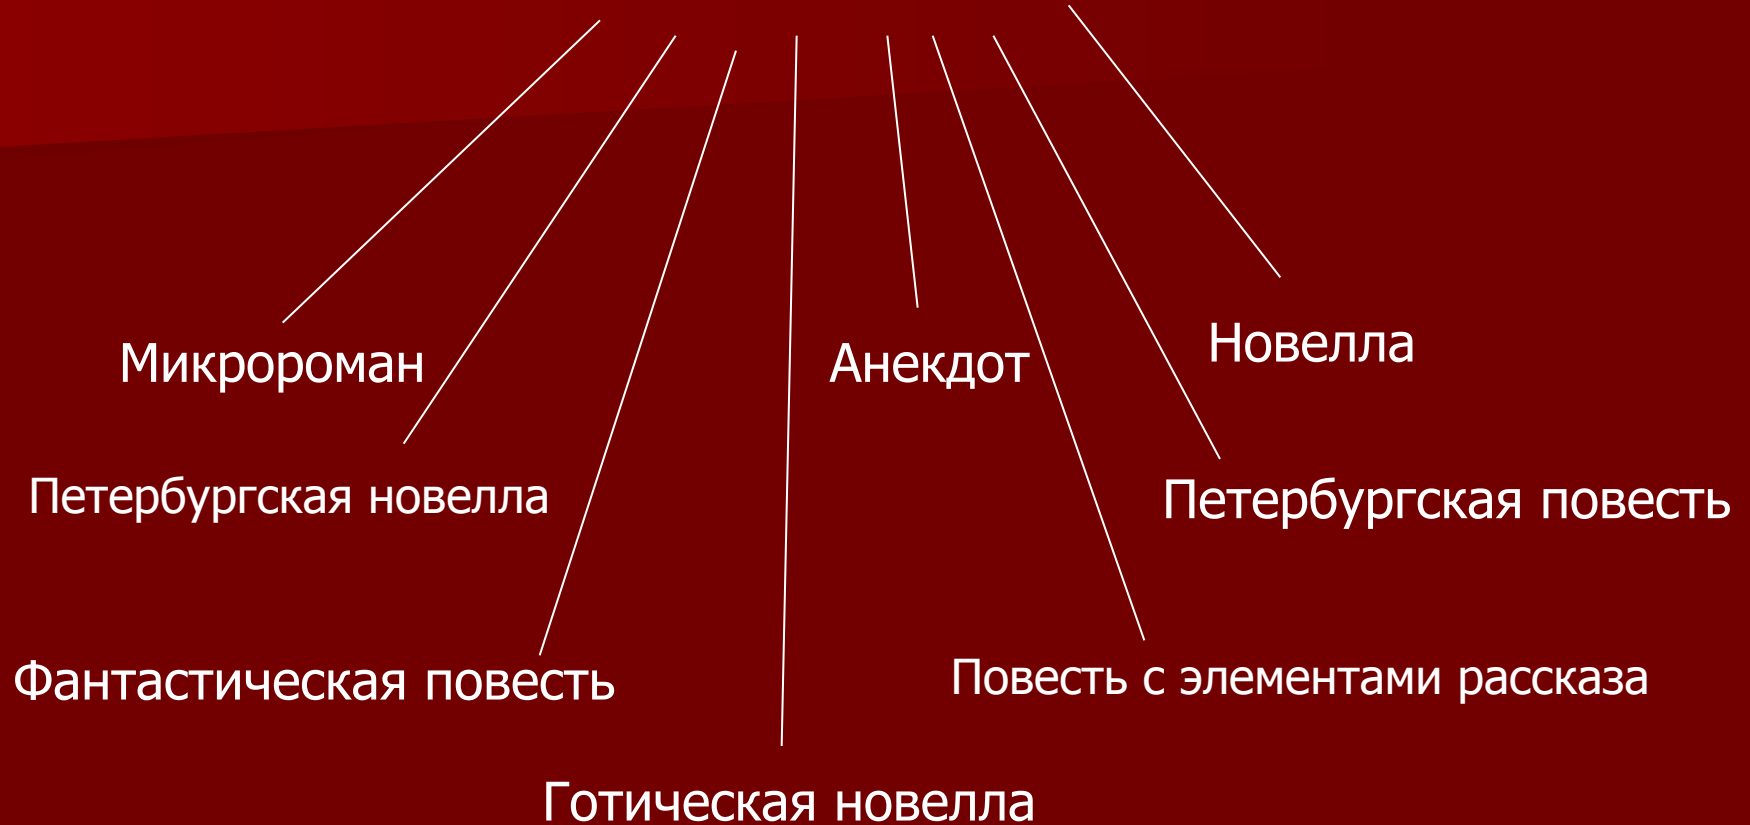 Микророман
Анекдот
Новелла
Петербургская новелла
Петербургская повесть
Фантастическая повесть
Повесть с элементами рассказа
Готическая новелла